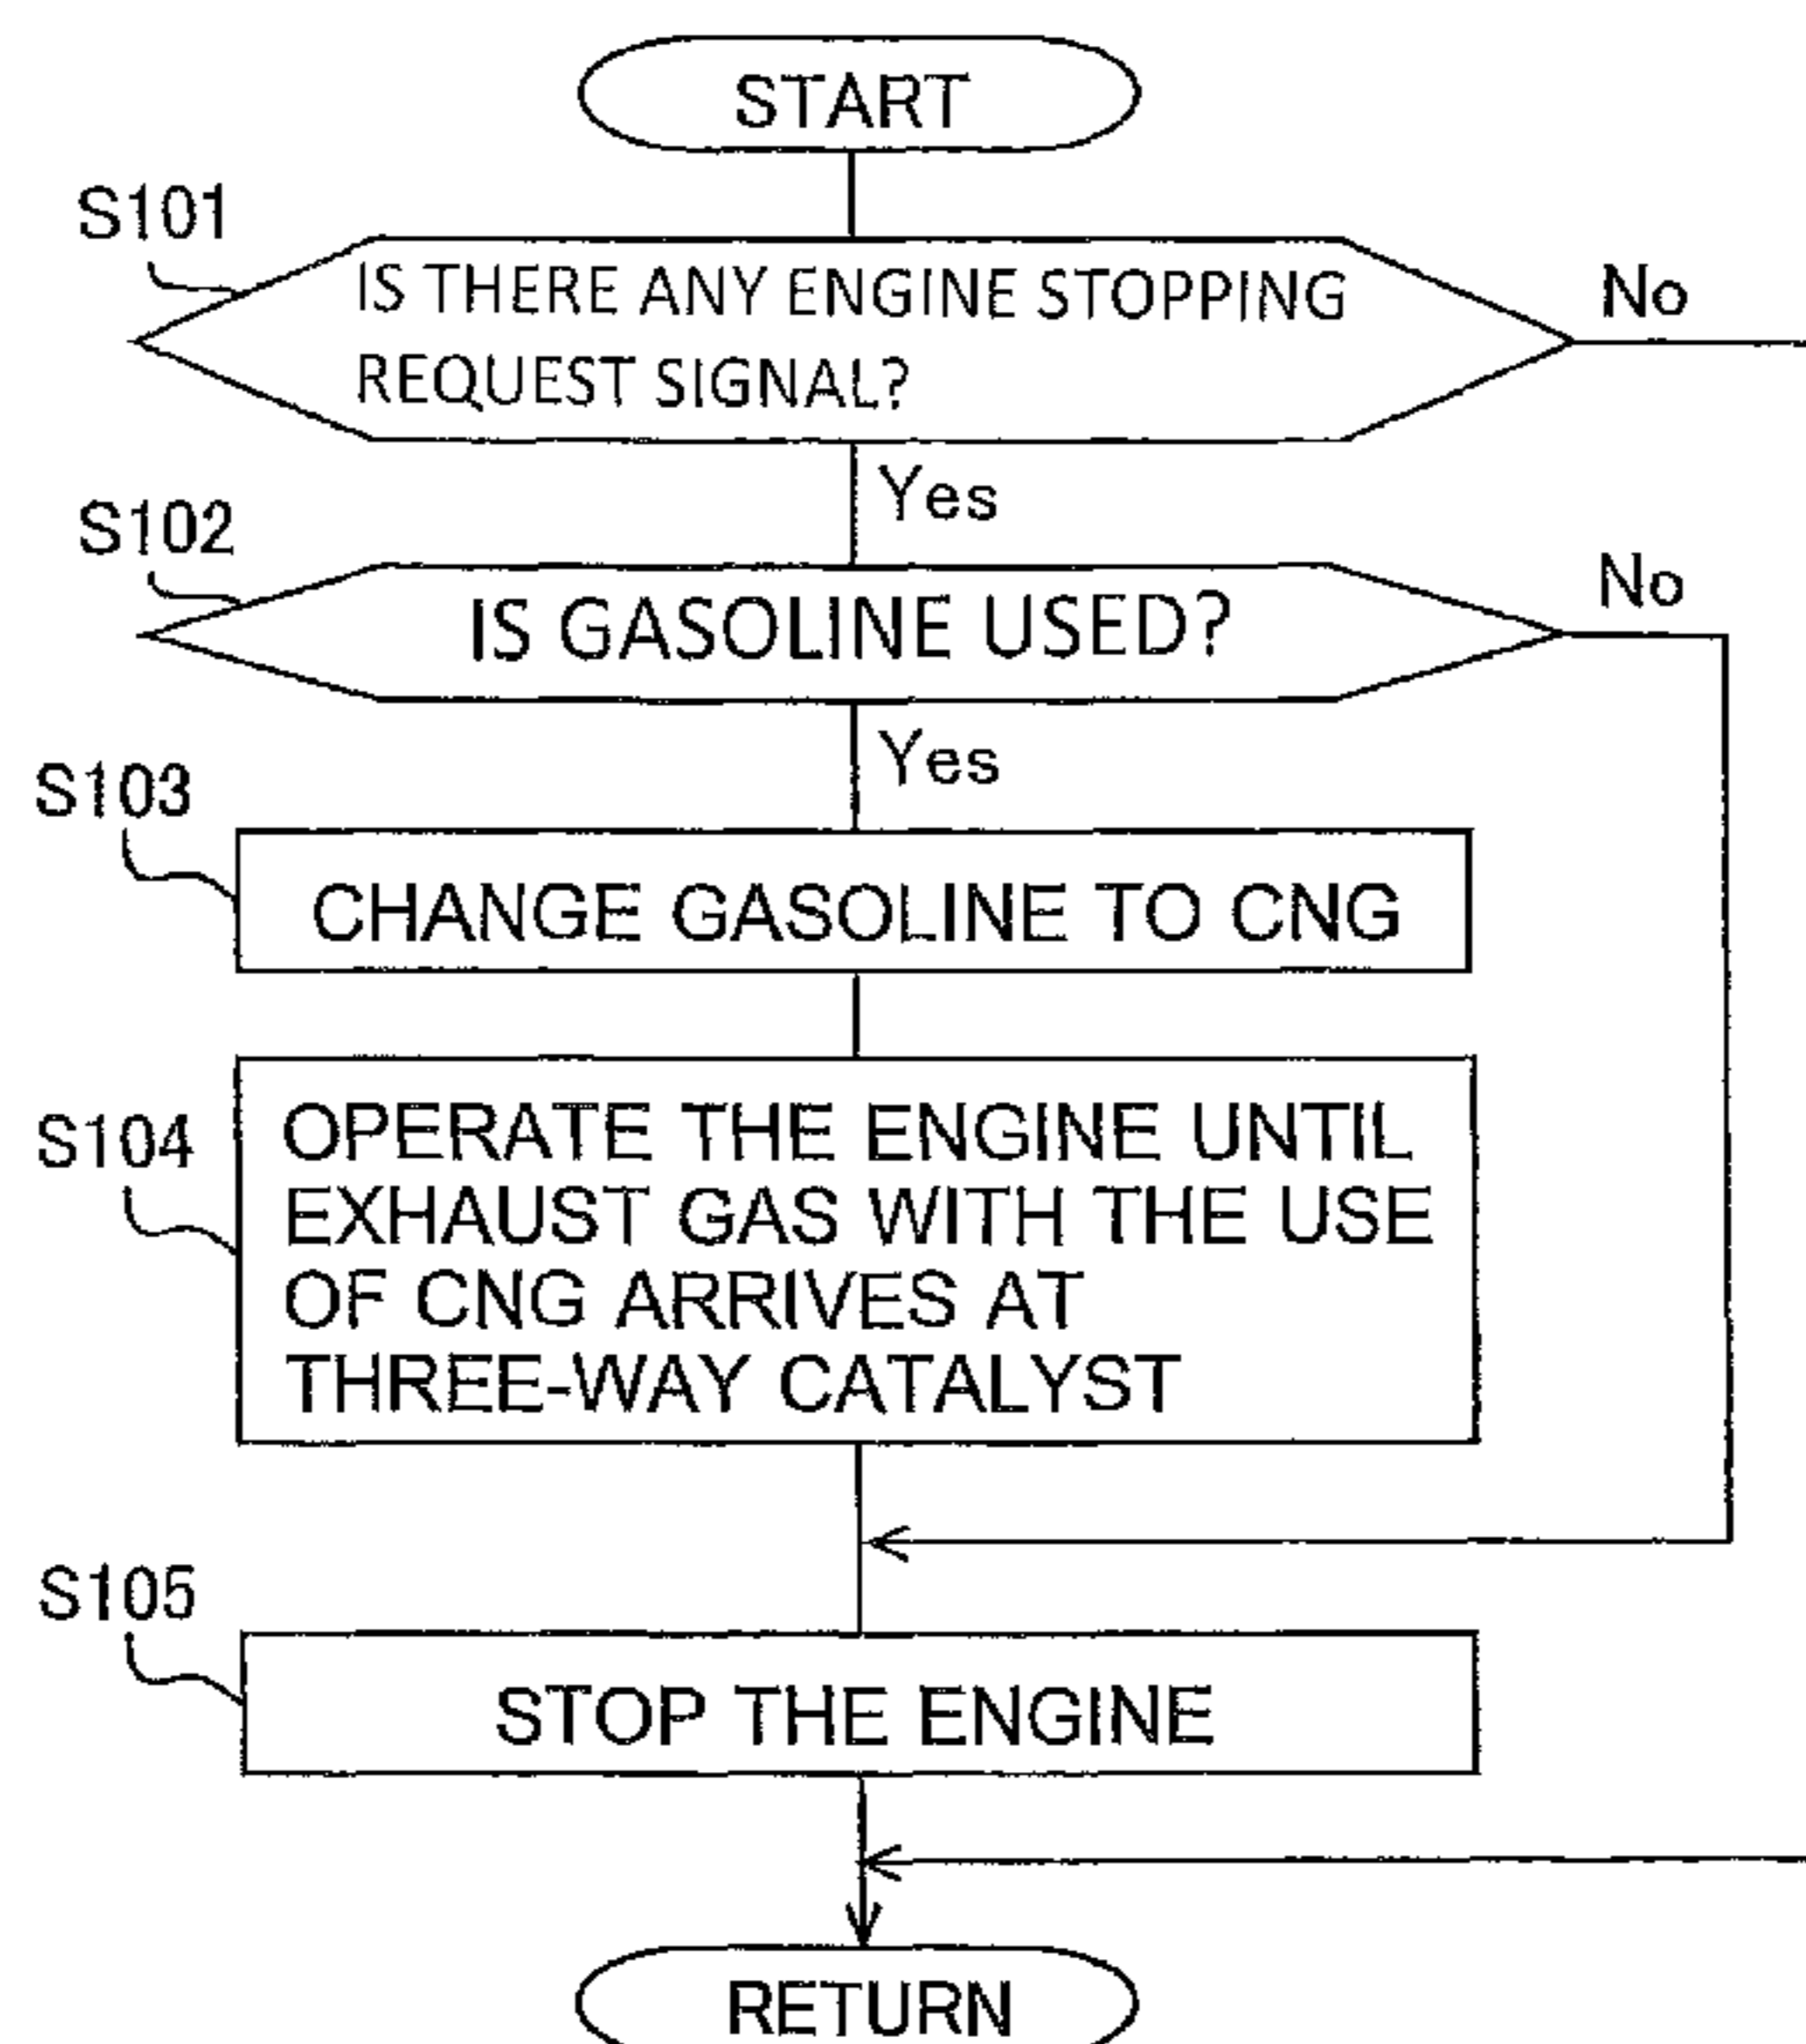 START
S101
IS THERE ANY ENGINE STOPPING
REQUEST SIGNAL?
No
Yes
S102
IS GASOLINE USED?
No
Yes
S103
CHANGE GASOLINE TO CNG
S104
OPERATE THE ENGINE UNTIL
EXHAUST GAS WITH THE USE
OF CNG ARRIVES AT
THREE-WAY CATALYST
S105
STOP THE ENGINE
RETURN